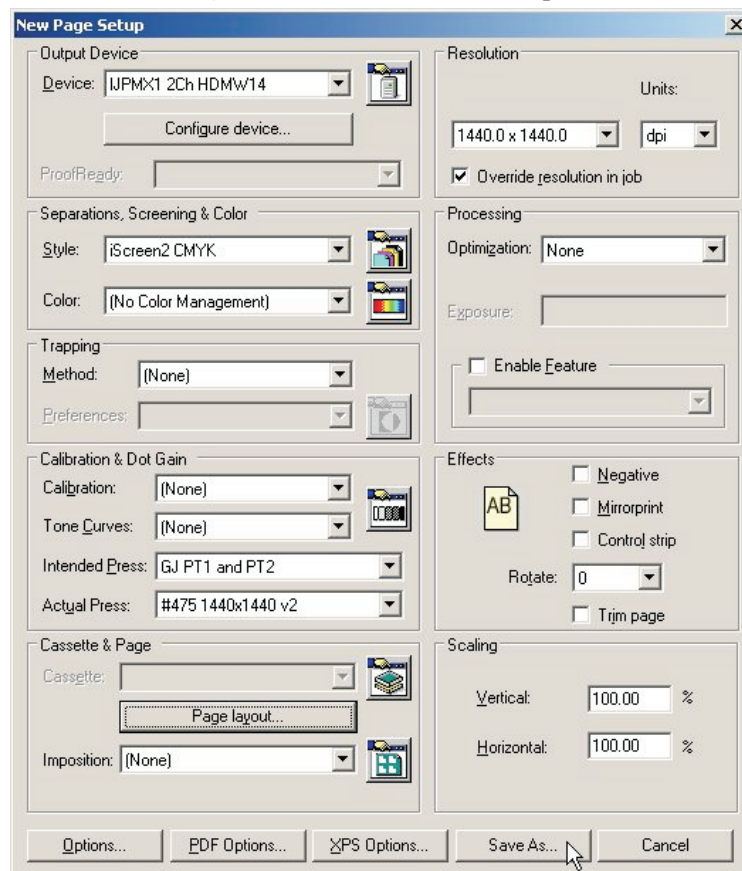 New Page Setup
Output Device
Device: IJPMX1 2Ch HDMW14
Configure device...
ProofReady:
Resolution
Units:
1440.0 x 1440.0 dpi
Override resolution in job
Separations, Screening & Color
Style: iScreen2 CMYK
Color: (No Color Management)
Processing
Optimization: None
Exposure:
Enable Feature
Trapping
Method: (None)
Preferences:
Calibration & Dot Gain
Calibration: (None)
Tone Curves: (None)
Intended Press: GJ PT1 and PT2
Actual Press: #475 1440x1440 v2
Effects
AB
Negative
Mirrorprint
Control strip
Rotate: 0
Trim page
Cassette & Page
Cassette:
Page layout...
Imposition: (None)
Scaling
Vertical: 100.00 %
Horizontal: 100.00 %
Options... PDF Options... XPS Options... Save As... Cancel